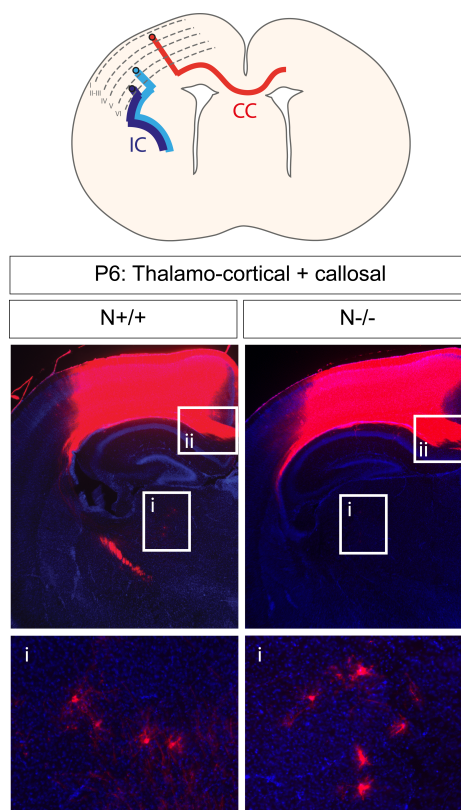 II-III
IV
V
VI
IC
CC
P6: Thalamo-cortical + callosal
N+/+
N-/-
ii
i
ii
i
i
i